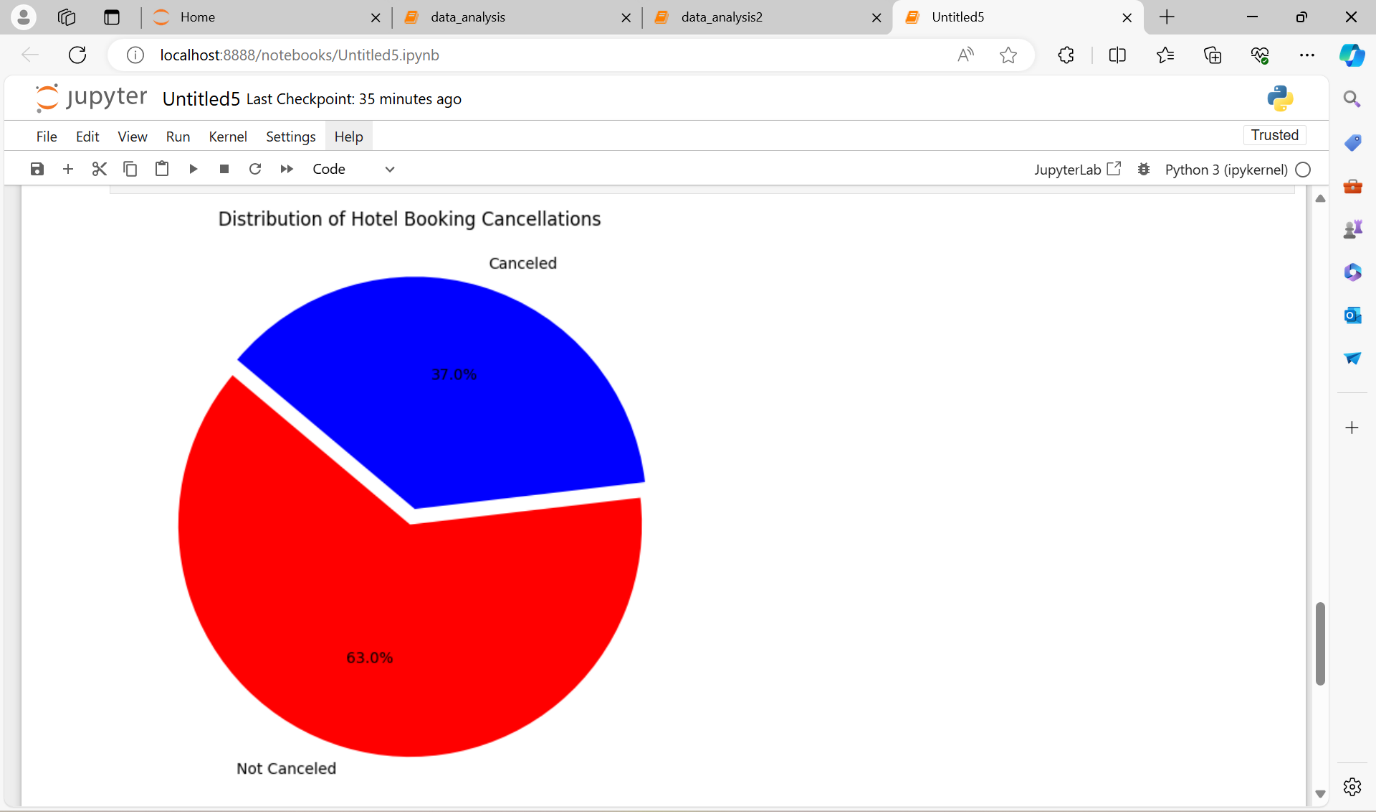 Home
data_analysis
data_analysis2
Untitled5
localhost:8888/notebooks/Untitled5.ipynb
jupyter Untitled5 Last Checkpoint: 35 minutes ago
File Edit View Run Kernel Settings Help
Trusted
Code
JupyterLab
Python 3 (ipykernel)
Distribution of Hotel Booking Cancellations
Canceled
37.0%
63.0%
Not Canceled